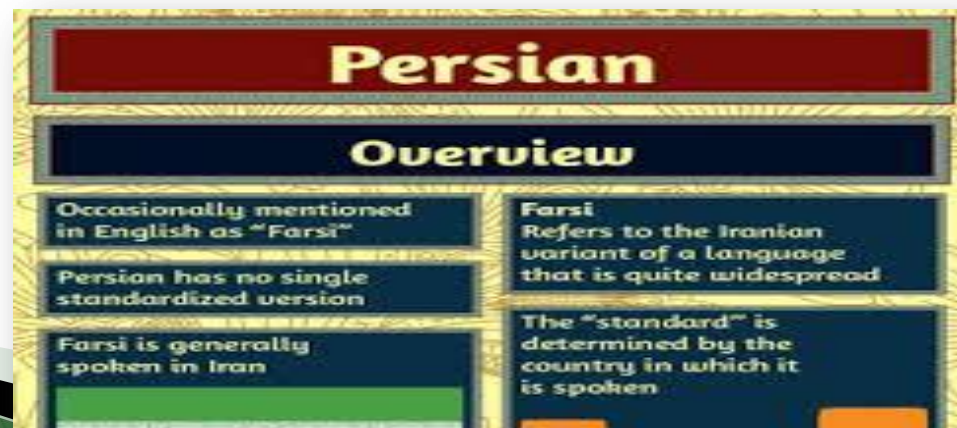 Persian
Overview
Occasionally mentioned
in English as "Farsi"
Persian has no single
standardized version
Farsi is generally
spoken in Iran
Farsi
Refers to the Iranian
variant of a language
that is quite widespread
The "standard" is
determined by the
country in which it
is spoken